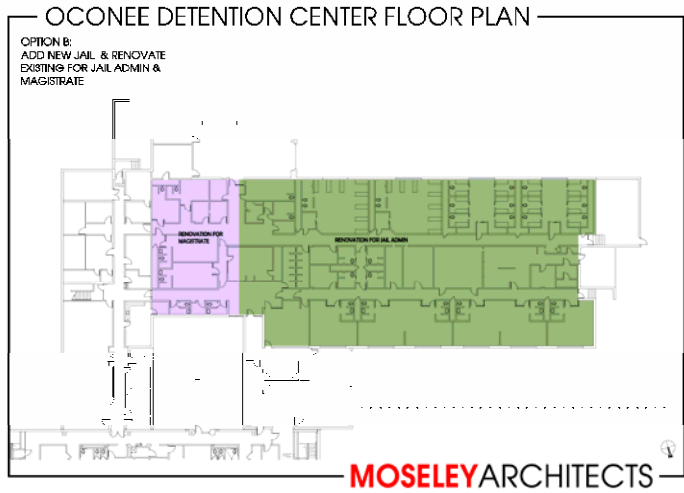 OCONEE DETENTION CENTER FLOOR PLAN
OPTION B:
ADD NEW JAIL & RENOVATE
EXISTING FOR JAIL ADMIN &
MAGISTRATE
RENOVATION FOR
MAGISTRATE
RENOVATION FOR JAIL ADMIN
MOSELEYARCHITECTS